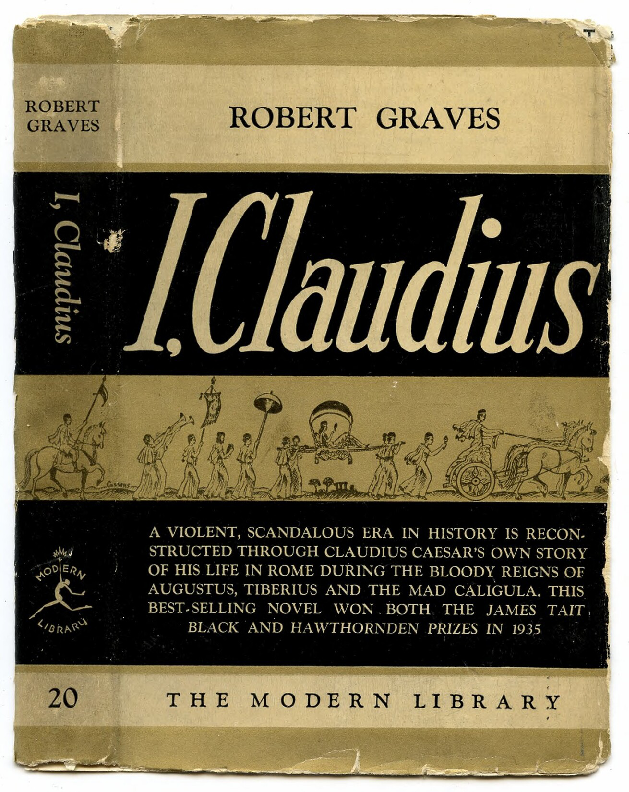 ROBERT
GRAVES
I, Claudius
MODERN
LIBRARY
20
ROBERT GRAVES
I, Claudius
A VIOLENT, SCANDALOUS ERA IN HISTORY IS RECON-
STRUCTED THROUGH CLAUDIUS CAESAR'S OWN STORY
OF HIS LIFE IN ROME DURING THE BLOODY REIGNS OF
AUGUSTUS, TIBERIUS AND THE MAD CALIGULA. THIS
BEST-SELLING NOVEL WON BOTH THE JAMES TAIT
BLACK AND HAWTHORNDEN PRIZES IN 1935
THE MODERN LIBRARY